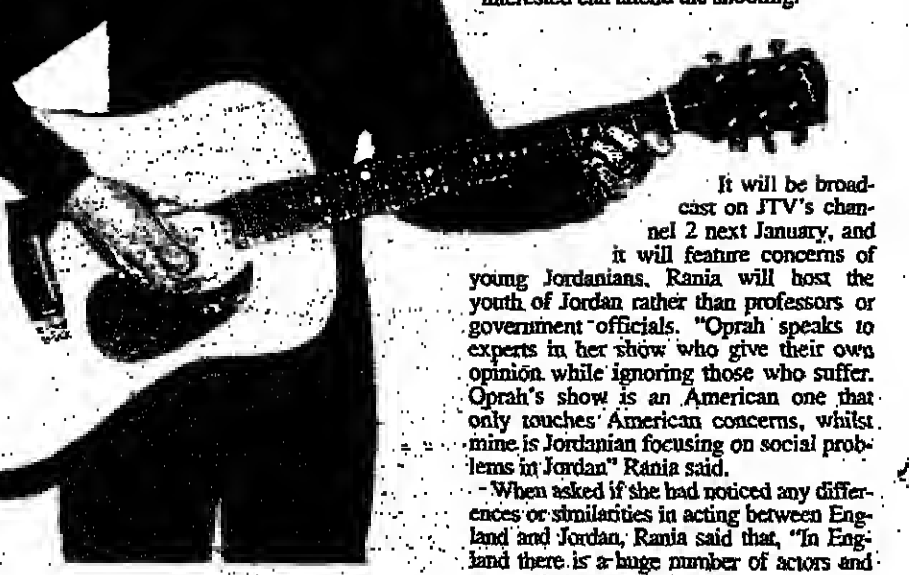 interested can attend the shooting.
It will be broad-
cast on JTV's chan-
nel 2 next January, and
it will feature concerns of
young Jordanians. Rania will host the
youth of Jordan rather than professors or
government officials. "Oprah speaks to
experts in her show who give their own
opinion while ignoring those who suffer.
Oprah's show is an American one that
only touches American concerns, whilst
mine is Jordanian focusing on social prob-
lems in Jordan" Rania said.
When asked if she had noticed any differ-
ences or similarities in acting between Eng-
land and Jordan, Rania said that, "In Eng-
land there is a huge number of actors and